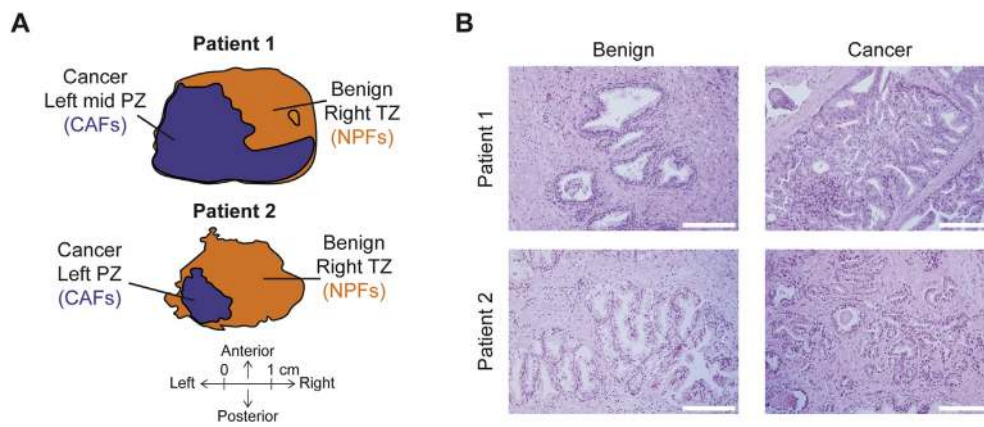 A
Patient 1
Cancer
Left mid PZ
(CAFs)
Benign
Right TZ
(NPFs)
Patient 2
Cancer
Left PZ
(CAFs)
Benign
Right TZ
(NPFs)
Anterior
0 1 cm
Left Right
Posterior
B
Benign Cancer
Patient 1
Patient 2